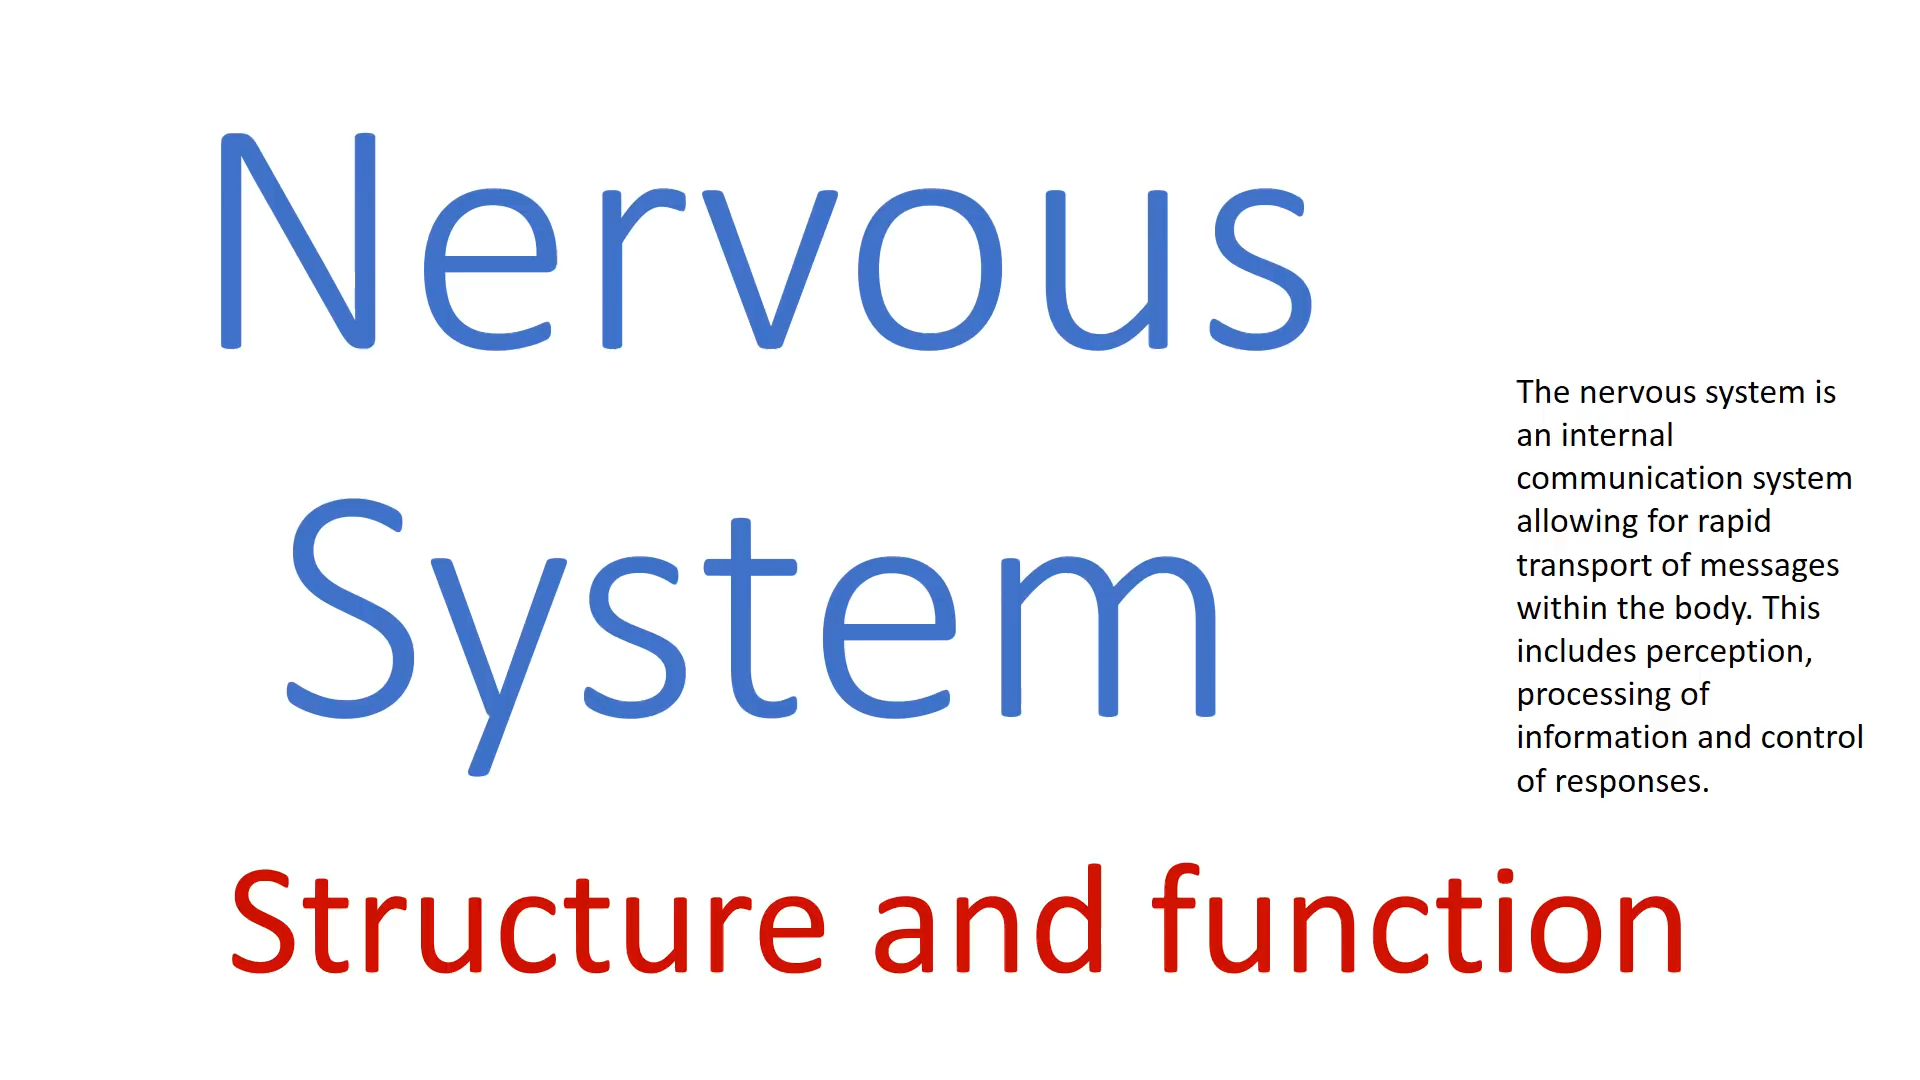 Nervous
System
The nervous system is
an internal
communication system
allowing for rapid
transport of messages
within the body. This
includes perception,
processing of
information and control
of responses.
Structure and function